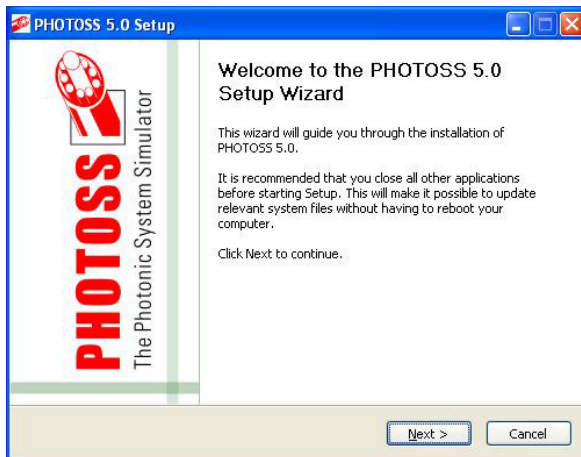 PHOTOSS 5.0 Setup
PHOTOSS
The Photonic System Simulator
Welcome to the PHOTOSS 5.0
Setup Wizard
This wizard will guide you through the installation of
PHOTOSS 5.0.
It is recommended that you close all other applications
before starting Setup. This will make it possible to update
relevant system files without having to reboot your
computer.
Click Next to continue.
Next >
Cancel